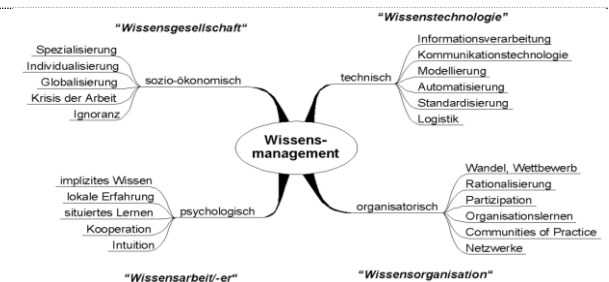 "Wissensgesellschaft"
Spezialisierung
Individualisierung
Globalisierung
Krisis der Arbeit
Ignoranz
sozio-ökonomisch
"Wissenstechnologie"
technisch
Informationsverarbeitung
Kommunikationstechnologie
Modellierung
Automatisierung
Standardisierung
Logistik
Wissens-
management
implizites Wissen
lokale Erfahrung
situiertes Lernen
Kooperation
Intuition
psychologisch
"Wissensarbeit/-er"
organisatorisch
Wandel, Wettbewerb
Rationalisierung
Partizipation
Organisationslernen
Communities of Practice
Netzwerke
"Wissensorganisation"